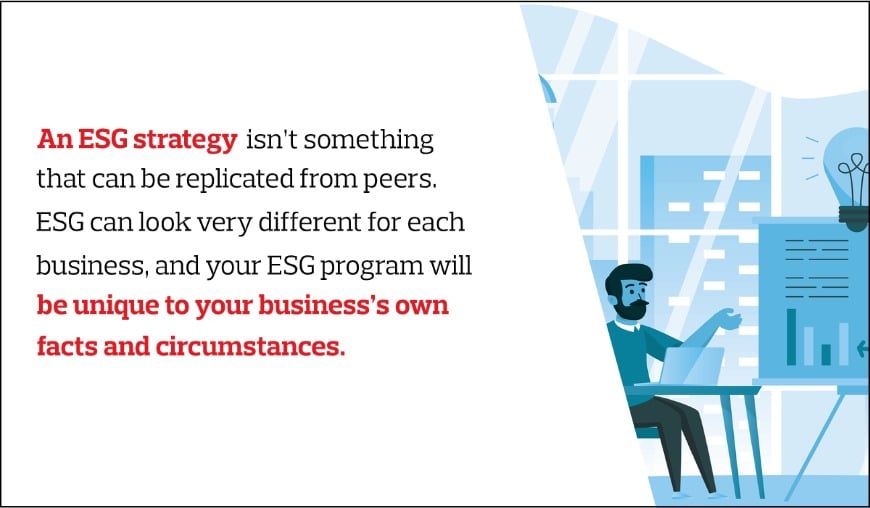 An ESG strategy isn’t something
that can be replicated from peers.
ESG can look very different for each
business, and your ESG program will
be unique to your business’s own
facts and circumstances.